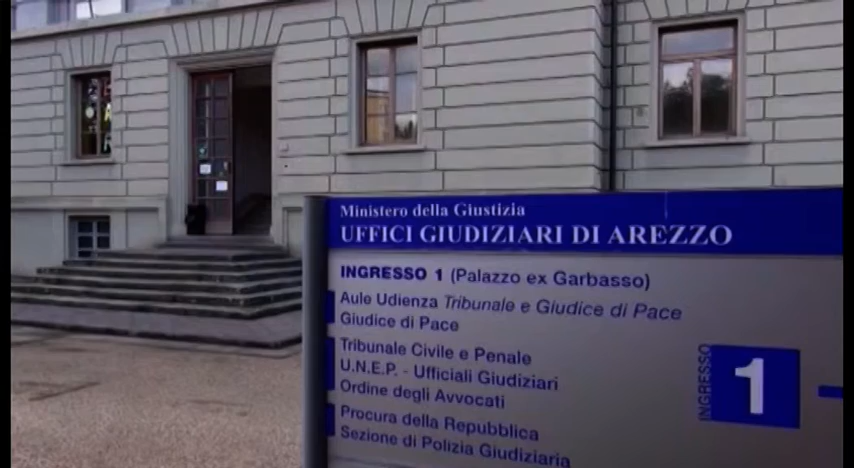 Ministero della Giustizia
UFFICI GIUDIZIARI DI AREZZO
INGRESSO 1 (Palazzo ex Garbasso)
Aule Udienza Tribunale e Giudice di Pace
Giudice di Pace
Tribunale Civile e Penale
U.N.E.P. - Ufficiali Giudiziari
Ordine degli Avvocati
Procura della Repubblica
Sezione di Polizia Giudiziaria
INGRESSO
1